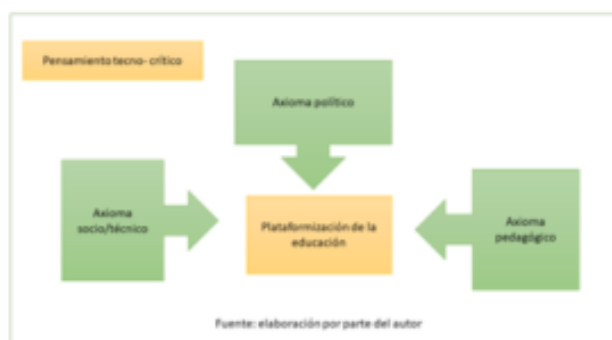 Pensamiento tecno- crítico
Axioma político
Axioma
socio/técnico
Plataformización de la
educación
Axioma
pedagógico
Fuente: elaboración por parte del autor